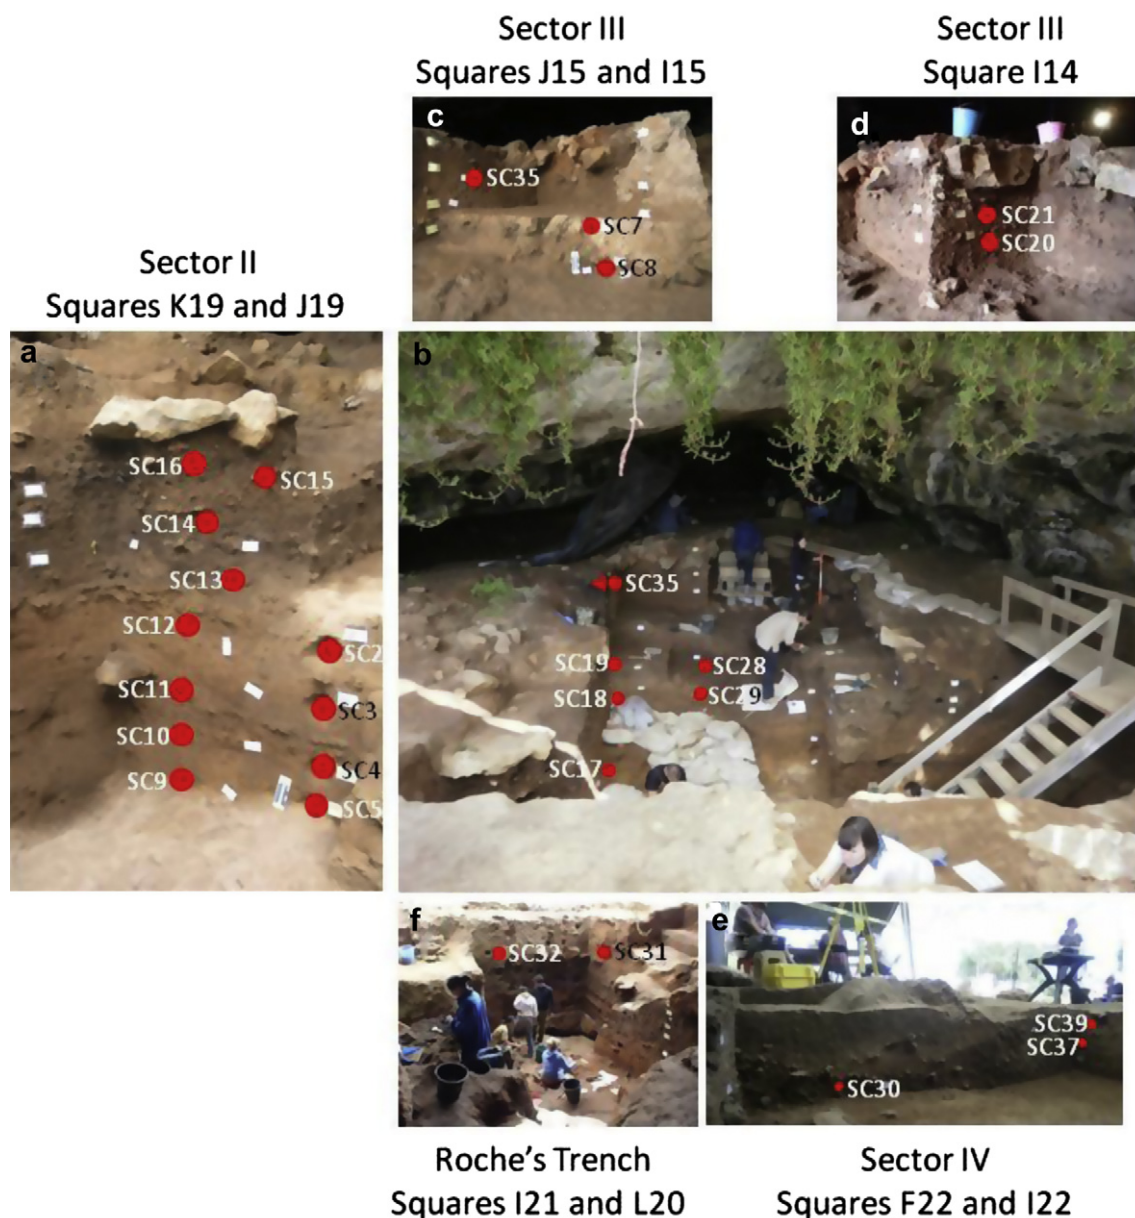 Sector III
Squares J15 and I15
Sector III
Square I14
c
SC35
SC7
SC8
d
SC21
SC20
Sector II
Squares K19 and J19
a
SC16
SC15
SC14
SC13
SC12
SC2
SC11
SC3
SC10
SC4
SC9
SC5
b
SC35
SC19
SC28
SC18
SC29
SC17
f
SC32
SC31
e
SC39
SC37
SC30
Roche's Trench
Squares I21 and L20
Sector IV
Squares F22 and I22